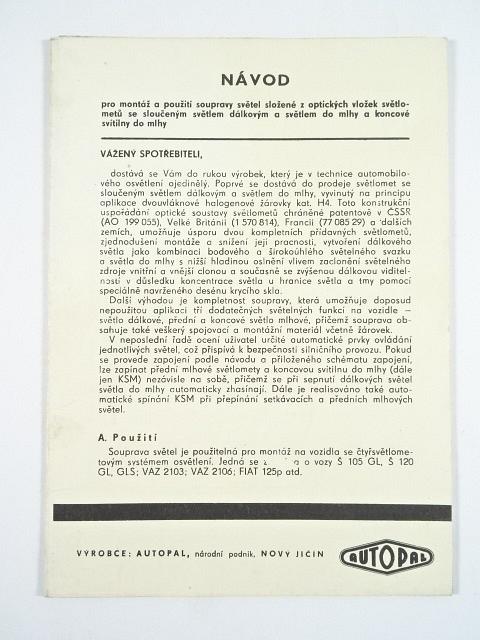 NÁVOD
pro montáž a použití soupravy světel složené z optických vložek světlo-
metů se sloučeným světlem dálkovým a světlem do mlhy a koncové
svítilny do mlhy
VÁŽENÝ SPOTŘEBITELI,
dostává se Vám do rukou výrobek, který je v technice automobilo-
vého osvětlení ojedinělý. Poprvé se dostává do prodeje světlomet se
sloučeným světlem dálkovým a světlem do mlhy, vyvinutý na principu
aplikace dvouvláknové halogenové žárovky kat. H4. Toto konstrukční
uspořádání optické soustavy světlometů chráněné patentově v ČSSR
(AO 199 055), Velké Británii (1 570 814), Francii (77 085 29) a dalších
zemích, umožňuje úsporu dvou kompletních přídavných světlometů,
zjednodušení montáže a snížení její pracnosti, vytvoření dálkového
světla jako kombinaci bodového a širokoúhlého světelného svazku
a světla do mlhy s nižší hladinou oslnění vlivem zaclonění světelného
zdroje vnitřní a vnější clonou a současně se zvýšenou dálkovou viditel-
ností v důsledku koncentrace světla u hranice světla a tmy pomocí
speciálně navrženého desénu krycího skla.
Další výhodou je kompletnost soupravy, která umožňuje doposud
nepoužitou aplikaci tří dodatečných světelných funkcí na vozidle –
světlo dálkové, přední a koncové světlo mlhové, přičemž souprava ob-
sahuje také veškerý spojovací a montážní materiál včetně žárovek.
V neposlední řadě ocení uživatel určité automatické prvky ovládání
jednotlivých světel, což přispívá k bezpečnosti silničního provozu. Pokud
se provede zapojení podle návodu a přiloženého schématu zapojení,
lze zapínat přední mlhové světlomety a koncovou svítilnu do mlhy (dále
jen KSM) nezávisle na sobě, přičemž se při sepnutí dálkových světel
světla do mlhy automaticky zhasínají. Dále je realisováno také auto-
matické spínání KSM při přepínání setkávacích a předních mlhových
světel.
A. Použití
Souprava světel je použitelná pro montáž na vozidla se čtyřsvětlome-
tovým systémem osvětlení. Jedná se o vozy Š 105 GL, Š 120
GL, GLS; VAZ 2103; VAZ 2106; FIAT 125p atd.
VÝROBCE: AUTOPAL, národní podnik, NOVÝ JIČÍN
AUTOPAL